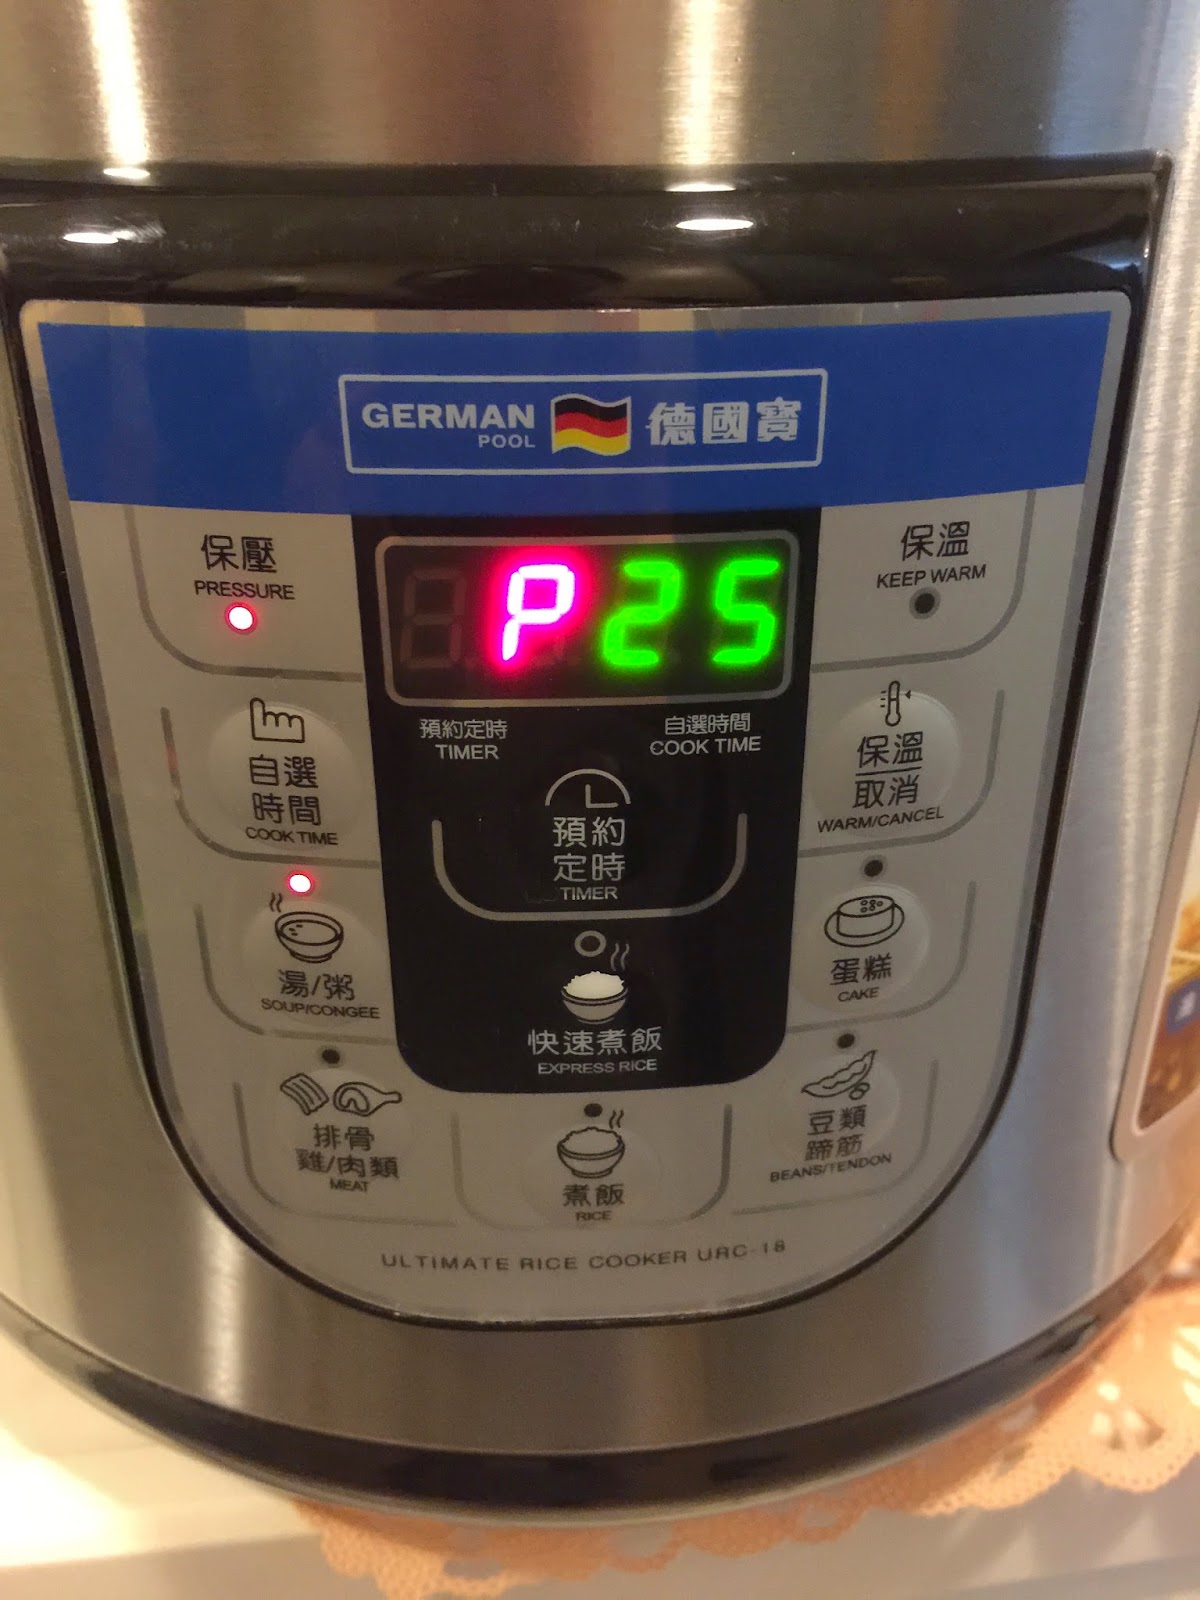 GERMAN POOL 德國寶
保壓
PRESSURE
P25
保溫
KEEP WARM
預約定時
TIMER
自選時間
COOK TIME
自選
時間
COOK TIME
預約
定時
TIMER
保溫
取消
WARM/CANCEL
湯/粥
SOUP/CONGEE
快速煮飯
EXPRESS RICE
蛋糕
CAKE
排骨
雞/肉類
MEAT
煮飯
RICE
豆類
蹄筋
BEANS/TENDON
ULTIMATE RICE COOKER URC-18